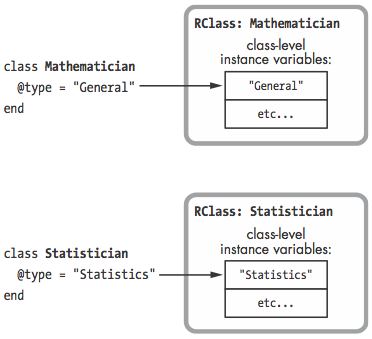 RClass: Mathematician
class-level
instance variables:
class Mathematician
@type = "General"
end
"General"
etc...
RClass: Statistician
class-level
instance variables:
class Statistician
@type = "Statistics"
end
"Statistics"
etc...